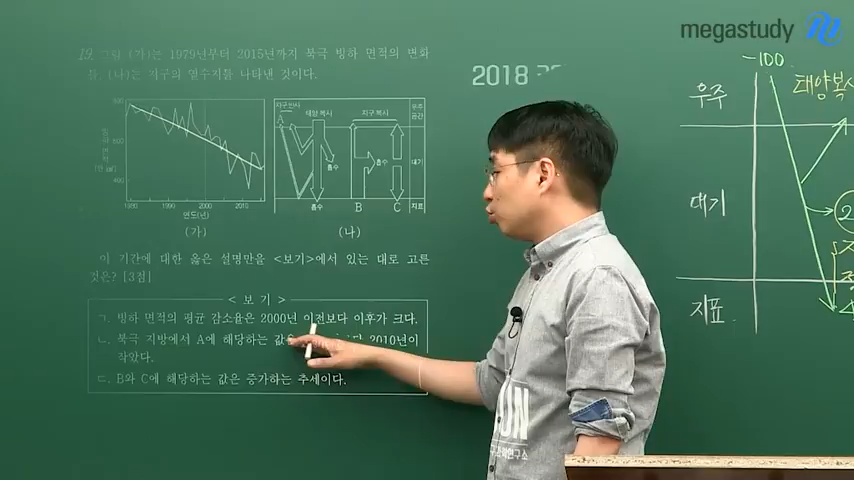 megastudy
19. 그림 (가)는 1979년부터 2015년까지 북극 빙하 면적의 변화
를, (나)는 지구의 열수지를 나타낸 것이다.
2018
-100
우주
태양복사
지구 반사
태양 복사
지구 복사
우주
공간
A
흡수
흡수
대기
흡수
B
C
지표
1980
1990
2000
2010
연도(년)
(가)
(나)
대기
2
지표
이 기간에 대한 옳은 설명만을 <보기>에서 있는 대로 고른
것은? [3점]
< 보 기 >
ㄱ. 빙하 면적의 평균 감소율은 2000년 이전보다 이후가 크다.
ㄴ. 북극 지방에서 A에 해당하는 값은 2010년이
작았다.
ㄷ. B와 C에 해당하는 값은 증가하는 추세이다.